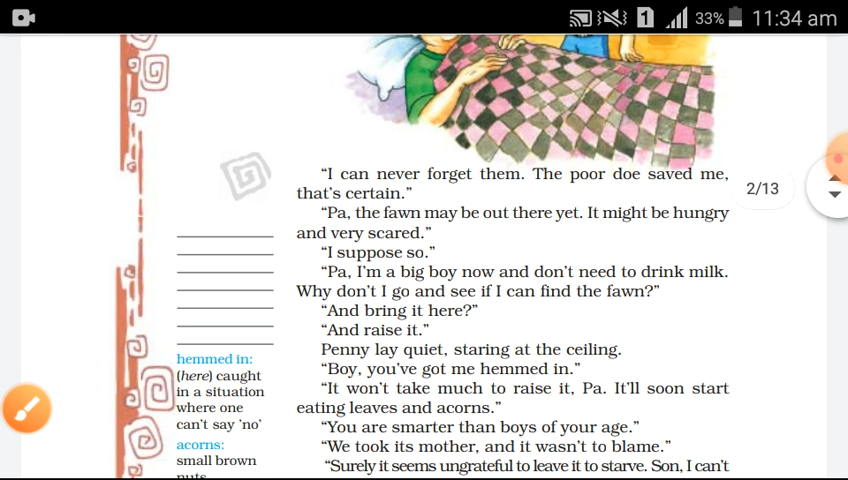 1 33% 11:34 am
“I can never forget them. The poor doe saved me,
that’s certain.”
2/13
“Pa, the fawn may be out there yet. It might be hungry
and very scared.”
“I suppose so.”
“Pa, I’m a big boy now and don’t need to drink milk.
Why don’t I go and see if I can find the fawn?”
“And bring it here?”
“And raise it.”
Penny lay quiet, staring at the ceiling.
“Boy, you’ve got me hemmed in.”
“It won’t take much to raise it, Pa. It’ll soon start
eating leaves and acorns.”
“You are smarter than boys of your age.”
“We took its mother, and it wasn’t to blame.”
“Surely it seems ungrateful to leave it to starve. Son, I can’t
hemmed in:
(here) caught
in a situation
where one
can’t say ’no’
acorns:
small brown
nuts